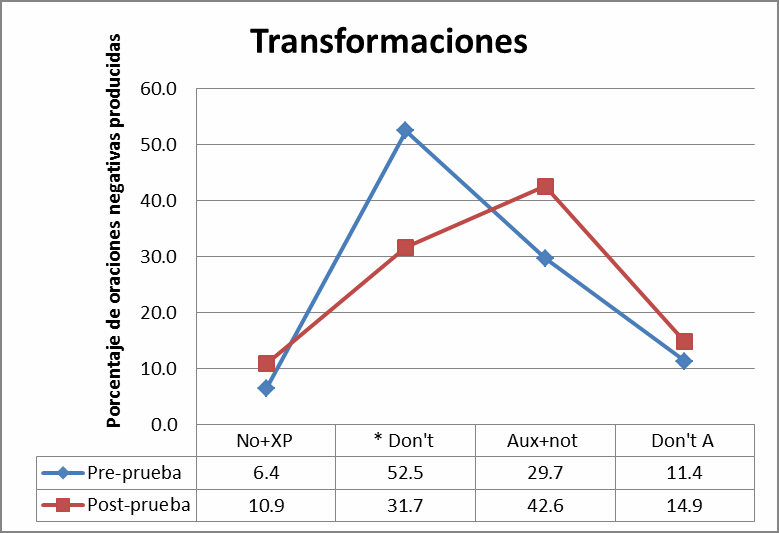 Transformaciones
Porcentaje de oraciones negativas producidas
60.0
50.0
40.0
30.0
20.0
10.0
0.0
No+XP * Don't Aux+not Don't A
Pre-prueba 6.4 52.5 29.7 11.4
Post-prueba 10.9 31.7 42.6 14.9